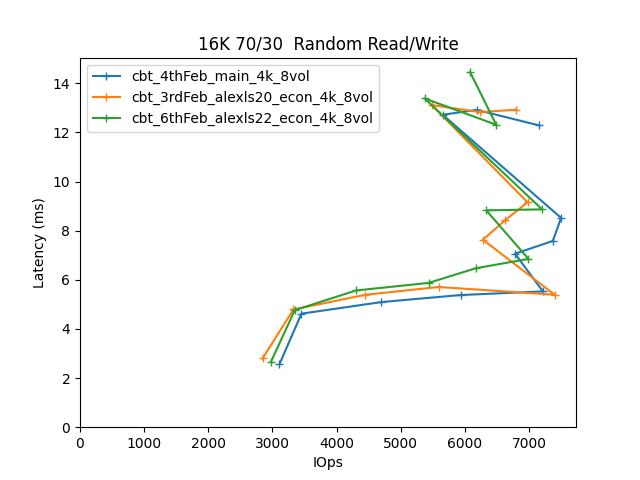 16K 70/30  Random Read/Write
cbt_4thFeb_main_4k_8vol
cbt_3rdFeb_alexls20_econ_4k_8vol
cbt_6thFeb_alexls22_econ_4k_8vol
14
12
10
8
6
4
2
0
Latency (ms)
0 1000 2000 3000 4000 5000 6000 7000
IOps